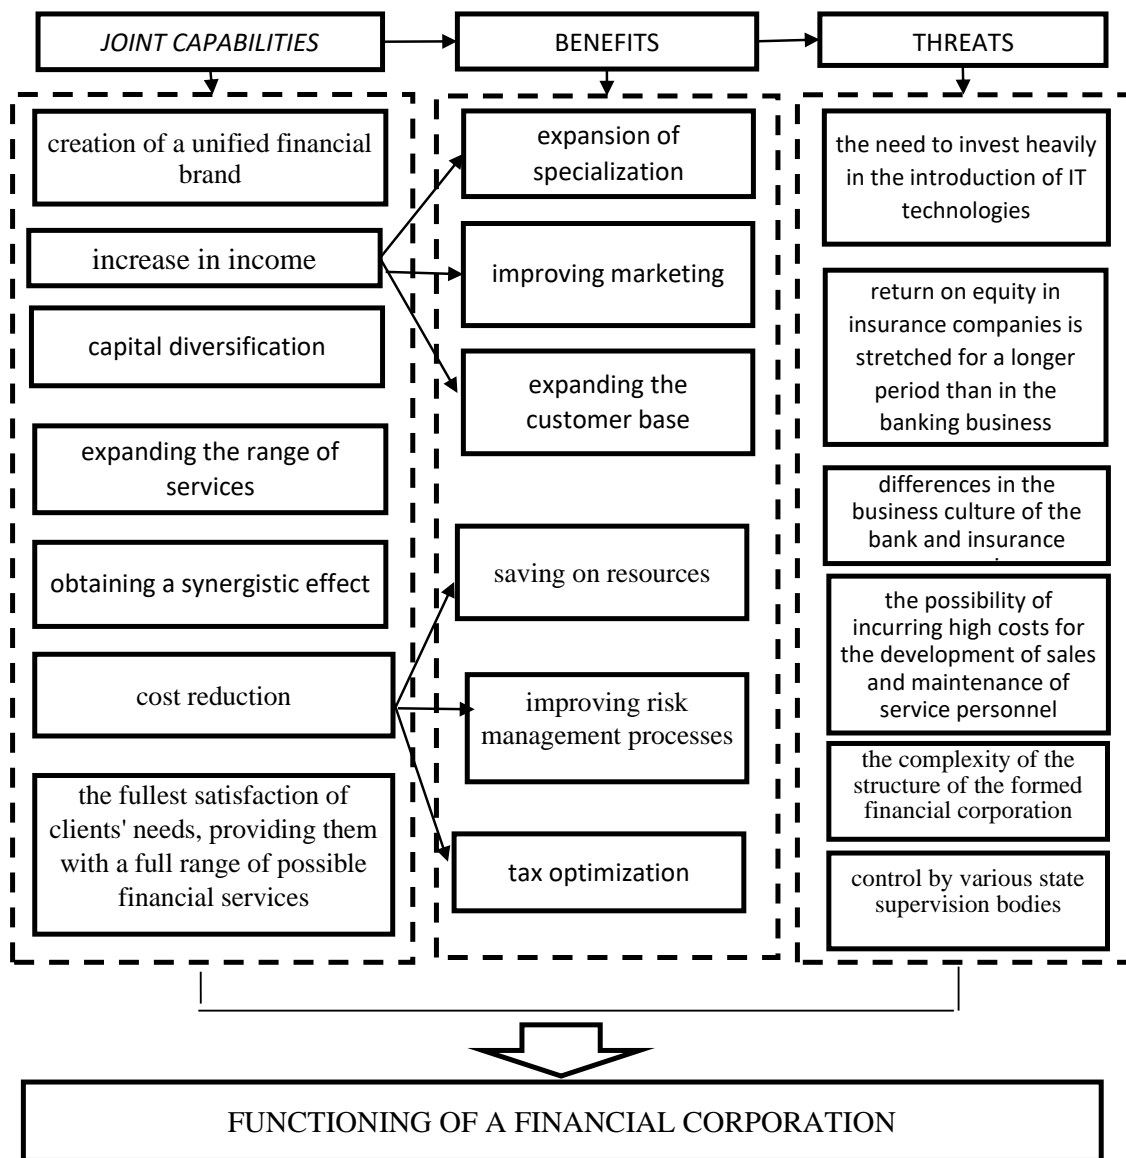 JOINT CAPABILITIES
BENEFITS
THREATS
creation of a unified financial
brand
increase in income
capital diversification
expanding the range of
services
obtaining a synergistic effect
cost reduction
the fullest satisfaction of
clients' needs, providing them
with a full range of possible
financial services
expansion of
specialization
improving marketing
expanding the
customer base
saving on resources
improving risk
management processes
tax optimization
the need to invest heavily
in the introduction of IT
technologies
return on equity in
insurance companies is
stretched for a longer
period than in the
banking business
differences in the
business culture of the
bank and insurance
the possibility of
incurring high costs for
the development of sales
and maintenance of
service personnel
the complexity of the
structure of the formed
financial corporation
control by various state
supervision bodies
FUNCTIONING OF A FINANCIAL CORPORATION